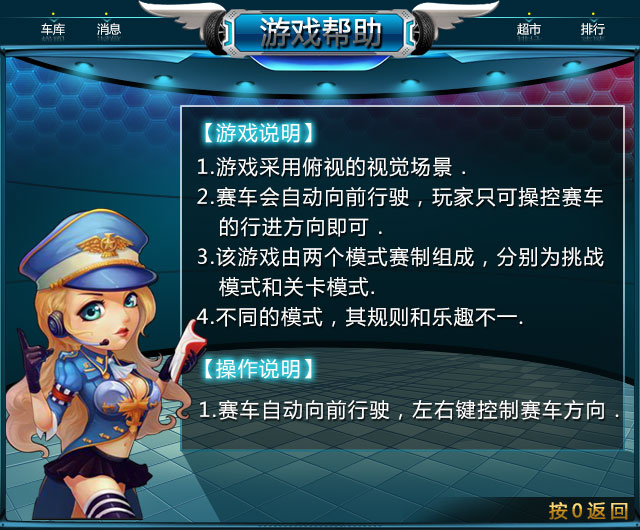 车库 消息 游戏帮助 超市 排行
【游戏说明】
1.游戏采用俯视的视觉场景．
2.赛车会自动向前行驶，玩家只可操控赛车
的行进方向即可．
3.该游戏由两个模式赛制组成，分别为挑战
模式和关卡模式.
4.不同的模式，其规则和乐趣不一.
【操作说明】
1.赛车自动向前行驶，左右键控制赛车方向．
按0返回